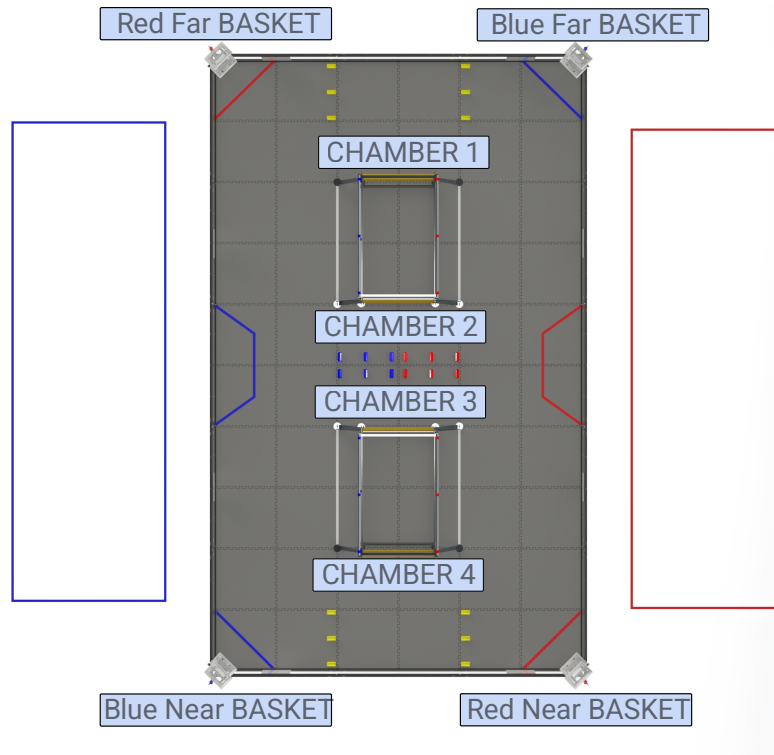 Red Far BASKET
Blue Far BASKET
CHAMBER 1
CHAMBER 2
CHAMBER 3
CHAMBER 4
Blue Near BASKET
Red Near BASKET